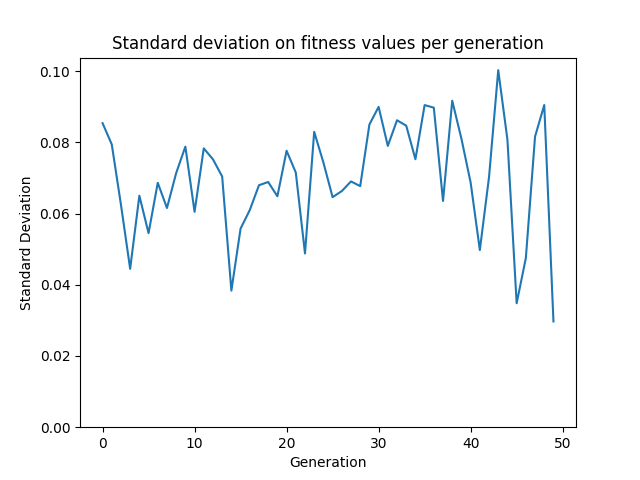 Standard deviation on fitness values per generation
0.10
0.08
0.06
0.04
0.02
0.00
Standard Deviation
0 10 20 30 40 50
Generation